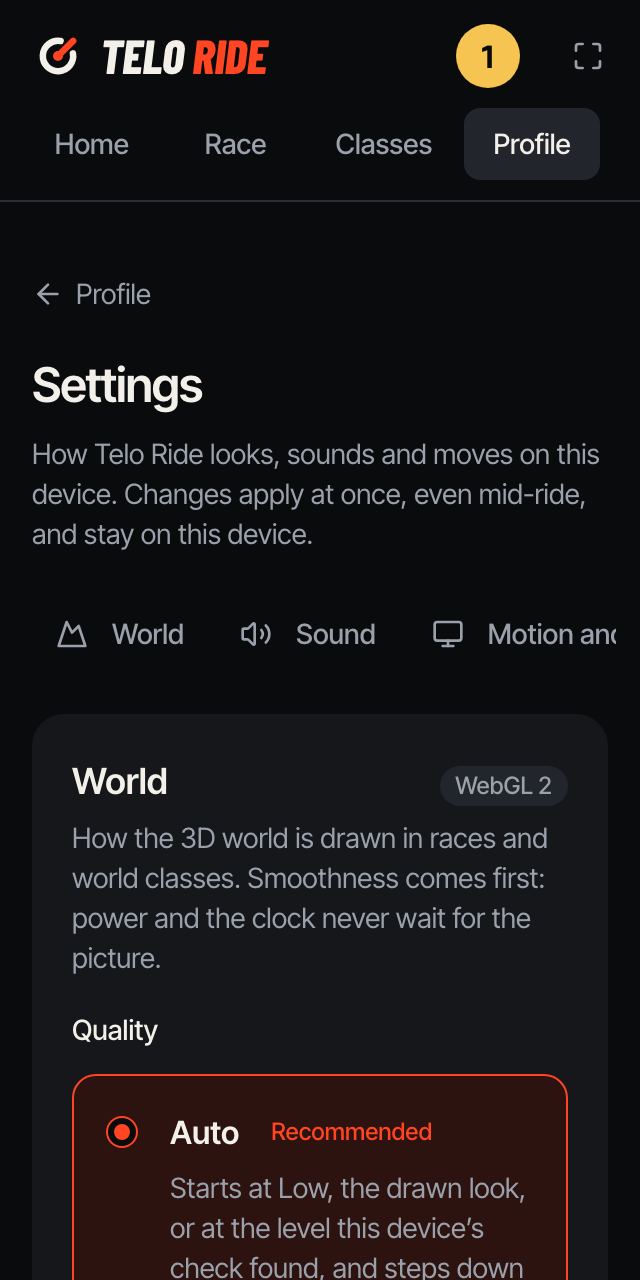 TELO RIDE
1
Home Race Classes Profile
Profile
Settings
How Telo Ride looks, sounds and moves on this
device. Changes apply at once, even mid-ride,
and stay on this device.
World Sound Motion and
World
WebGL 2
How the 3D world is drawn in races and
world classes. Smoothness comes first:
power and the clock never wait for the
picture.
Quality
Auto Recommended
Starts at Low, the drawn look,
or at the level this device’s
check found, and steps down